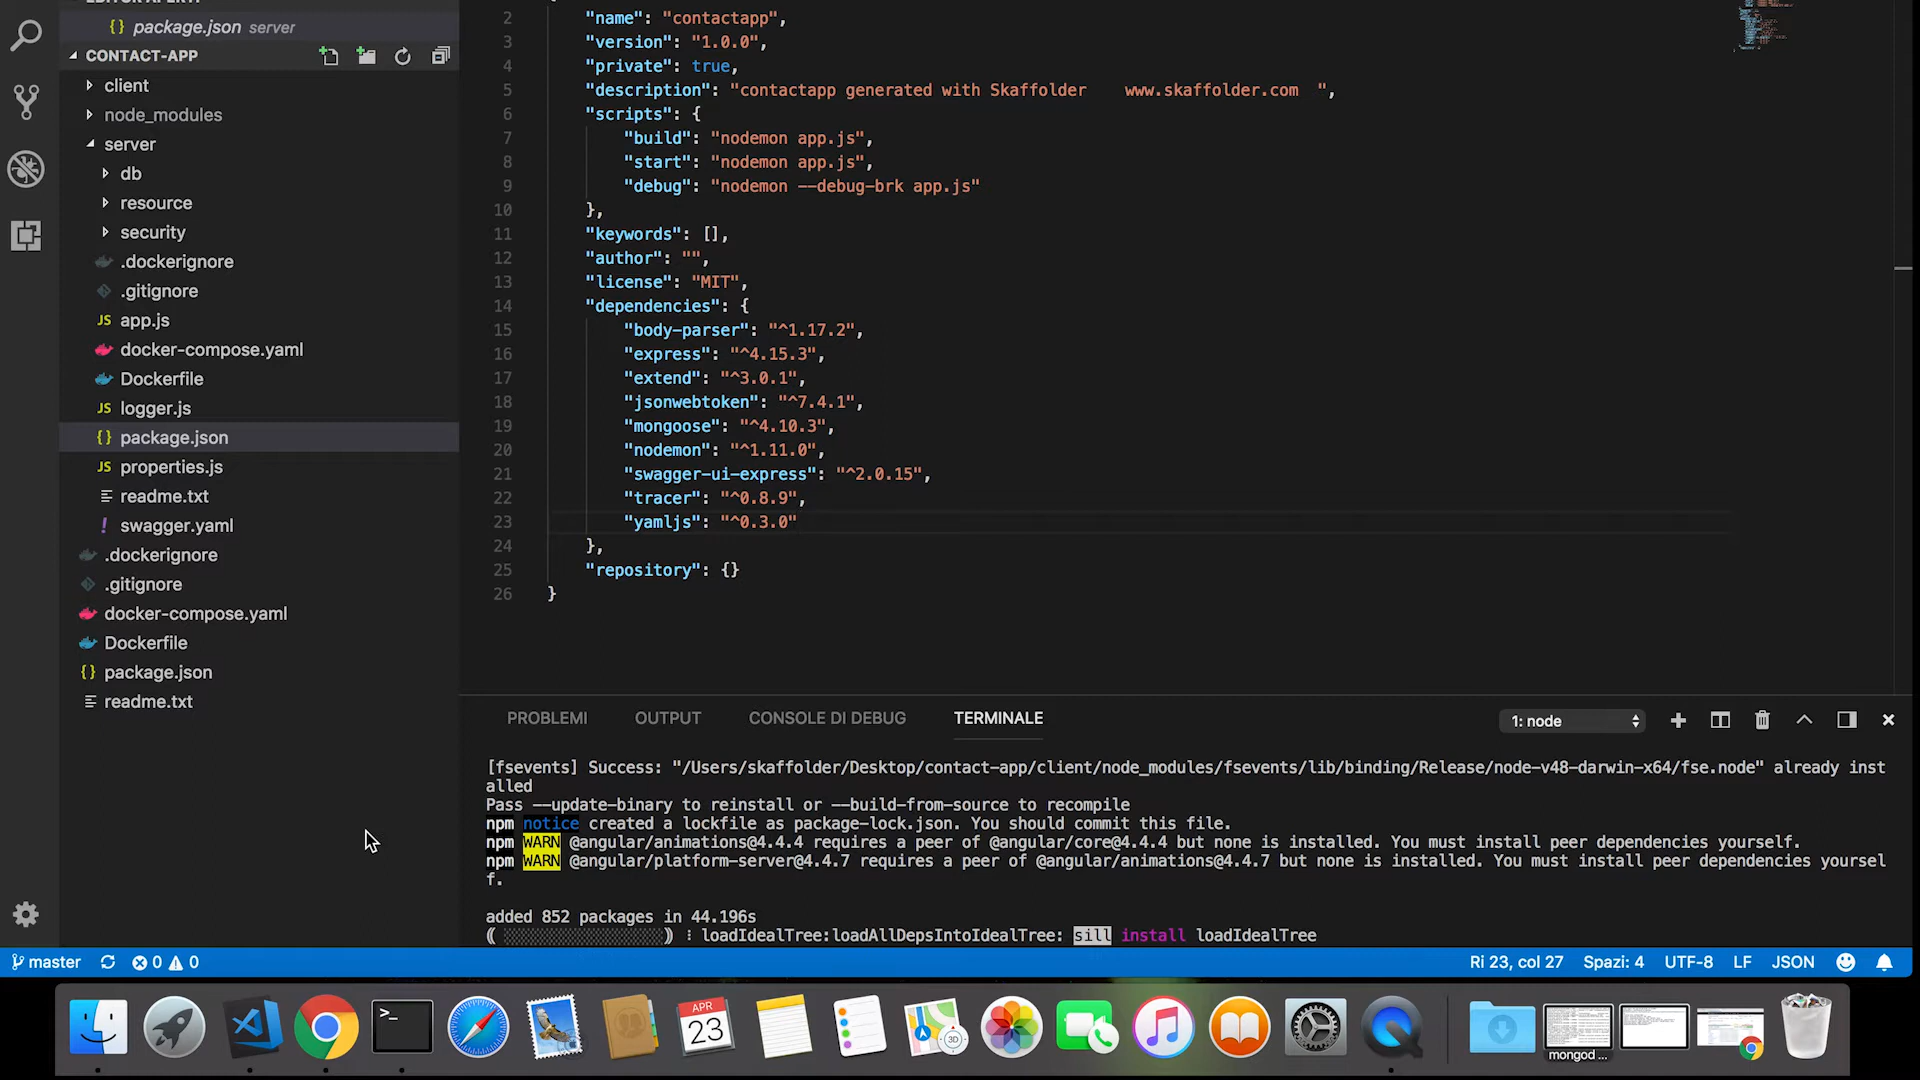 package.json server
CONTACT-APP
client
node_modules
server
db
resource
security
.dockerignore
.gitignore
app.js
docker-compose.yaml
Dockerfile
logger.js
package.json
properties.js
readme.txt
swagger.yaml
.dockerignore
.gitignore
docker-compose.yaml
Dockerfile
package.json
readme.txt
2 "name": "contactapp",
3 "version": "1.0.0",
4 "private": true,
5 "description": "contactapp generated with Skaffolder    www.skaffolder.com  ",
6 "scripts": {
7 "build": "nodemon app.js",
8 "start": "nodemon app.js",
9 "debug": "nodemon --debug-brk app.js"
10 },
11 "keywords": [],
12 "author": "",
13 "license": "MIT",
14 "dependencies": {
15 "body-parser": "^1.17.2",
16 "express": "^4.15.3",
17 "extend": "^3.0.1",
18 "jsonwebtoken": "^7.4.1",
19 "mongoose": "^4.10.3",
20 "nodemon": "^1.11.0",
21 "swagger-ui-express": "^2.0.15",
22 "tracer": "^0.8.9",
23 "yamljs": "^0.3.0"
24 },
25 "repository": {}
26 }
PROBLEMI OUTPUT CONSOLE DI DEBUG TERMINALE 1: node
[fsevents] Success: "/Users/skaffolder/Desktop/contact-app/client/node_modules/fsevents/lib/binding/Release/node-v48-darwin-x64/fse.node" already inst
alled
Pass --update-binary to reinstall or --build-from-source to recompile
npm notice created a lockfile as package-lock.json. You should commit this file.
npm WARN @angular/animations@4.4.4 requires a peer of @angular/core@4.4.4 but none is installed. You must install peer dependencies yourself.
npm WARN @angular/platform-server@4.4.7 requires a peer of @angular/animations@4.4.7 but none is installed. You must install peer dependencies yoursel
f.
added 852 packages in 44.196s
(░░░░░░░░░░░░░░░░░░) ⸽ loadIdealTree:loadAllDepsIntoIdealTree: sill install loadIdealTree
master 0 0 Ri 23, col 27 Spazi: 4 UTF-8 LF JSON
>_
APR
23
3D
mongod ...